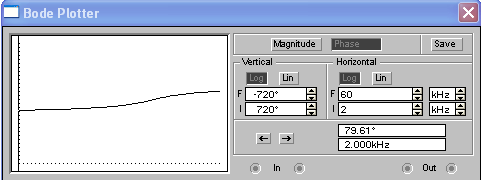 Bode Plotter
Magnitude Phase Save
Vertical Horizontal
Log Lin Log Lin
F -720° F 60 kHz
I 720° I 2 kHz
79.61°
2.000kHz
In Out